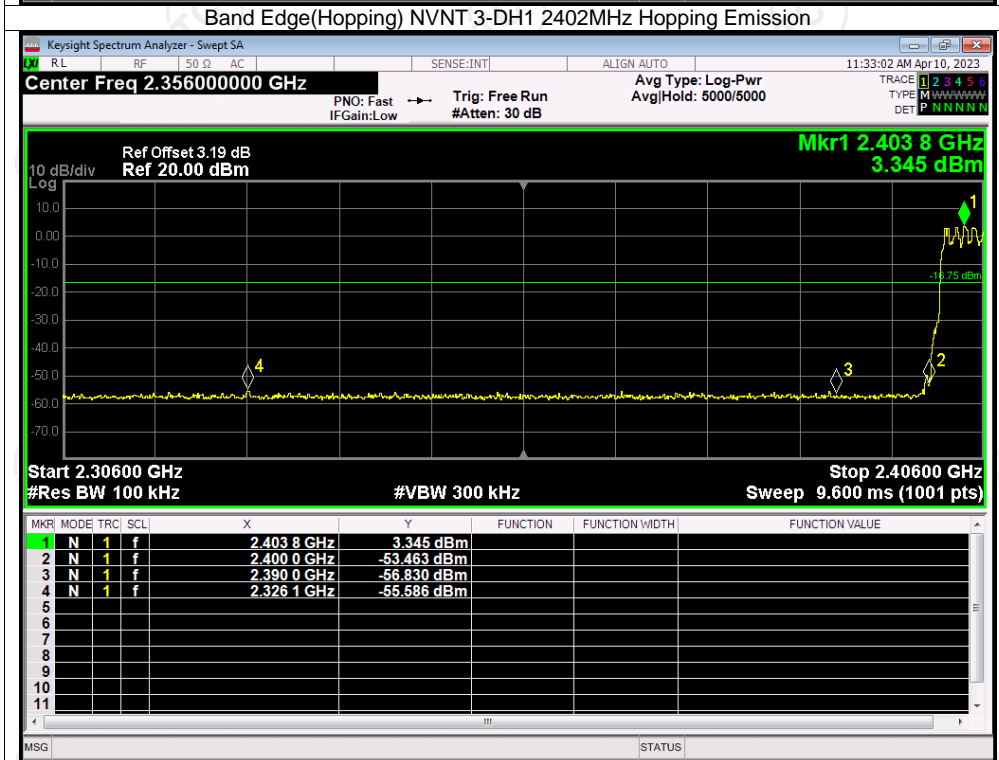 Band Edge(Hopping) NVNT 3-DH1 2402MHz Hopping Emission
Keysight Spectrum Analyzer - Swept SA
LXI RL RF 50 Ω AC SENSE:INT ALIGN AUTO 11:33:02 AM Apr 10, 2023
Center Freq 2.356000000 GHz
PNO: Fast
IFGain:Low
Trig: Free Run
#Atten: 30 dB
Avg Type: Log-Pwr
Avg|Hold: 5000/5000
TRACE 1 2 3 4 5 6
TYPE M WWWWW
DET P N N N N N
Mkr1 2.403 8 GHz
3.345 dBm
Ref Offset 3.19 dB
10 dB/div Ref 20.00 dBm
Log
10.0
0.00
-10.0
-20.0
-30.0
-40.0
-50.0
-60.0
-70.0
1
-16.75 dBm
2
3
4
Start 2.30600 GHz Stop 2.40600 GHz
#Res BW 100 kHz #VBW 300 kHz Sweep 9.600 ms (1001 pts)
MKR MODE TRC SCL X Y FUNCTION FUNCTION WIDTH FUNCTION VALUE
1 N 1 f 2.403 8 GHz 3.345 dBm
2 N 1 f 2.400 0 GHz -53.463 dBm
3 N 1 f 2.390 0 GHz -56.830 dBm
4 N 1 f 2.326 1 GHz -55.586 dBm
5
6
7
8
9
10
11
MSG STATUS